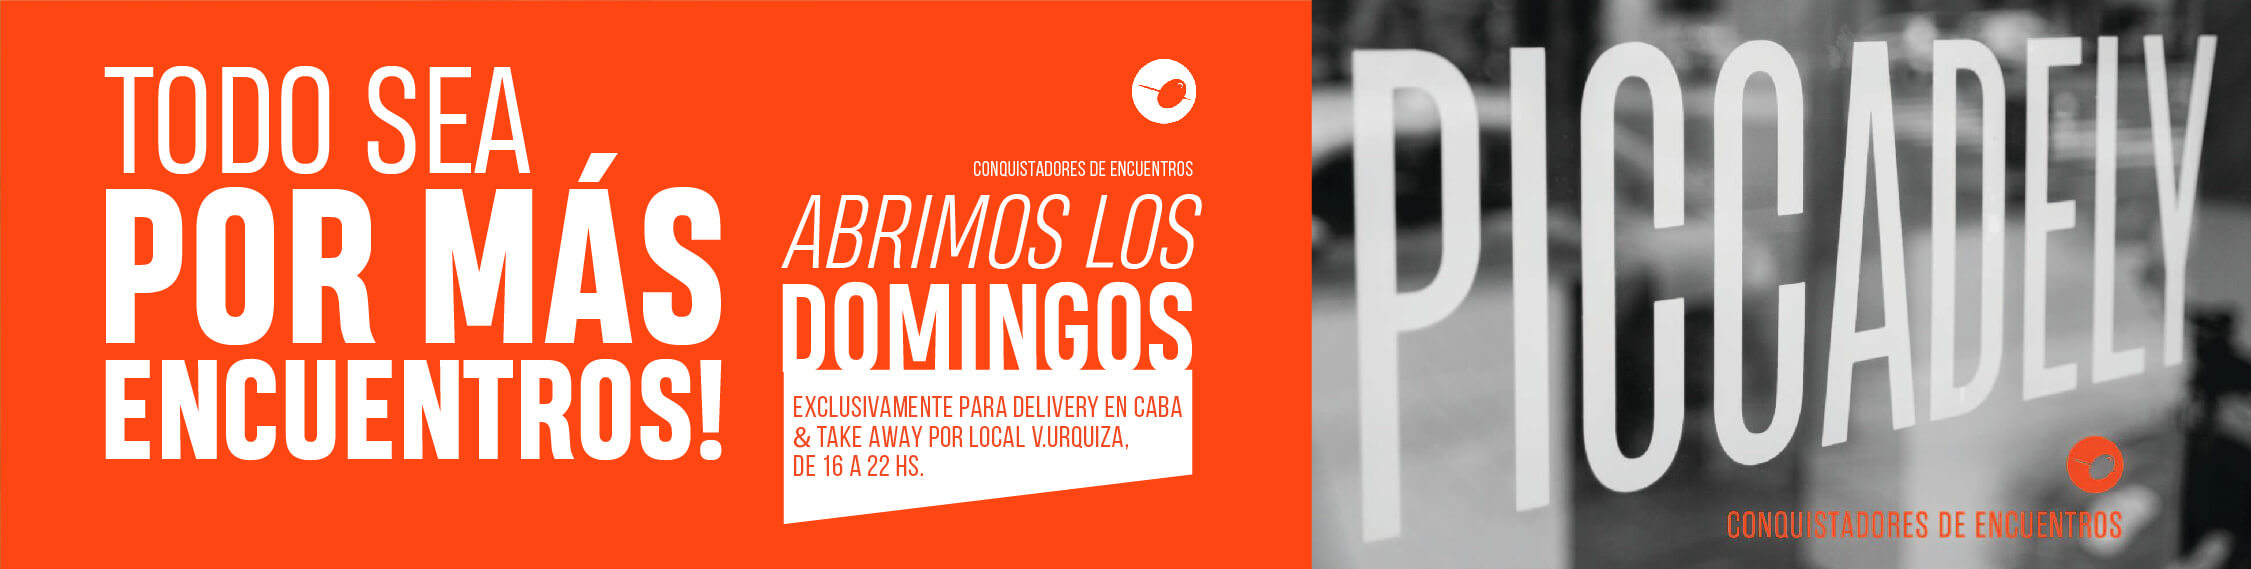 TODO SEA
POR MÁS
ENCUENTROS!
CONQUISTADORES DE ENCUENTROS
ABRIMOS LOS
DOMINGOS
EXCLUSIVAMENTE PARA DELIVERY EN CABA
& TAKE AWAY POR LOCAL V.URQUIZA,
DE 16 A 22 HS.
PICCADELY
CONQUISTADORES DE ENCUENTROS